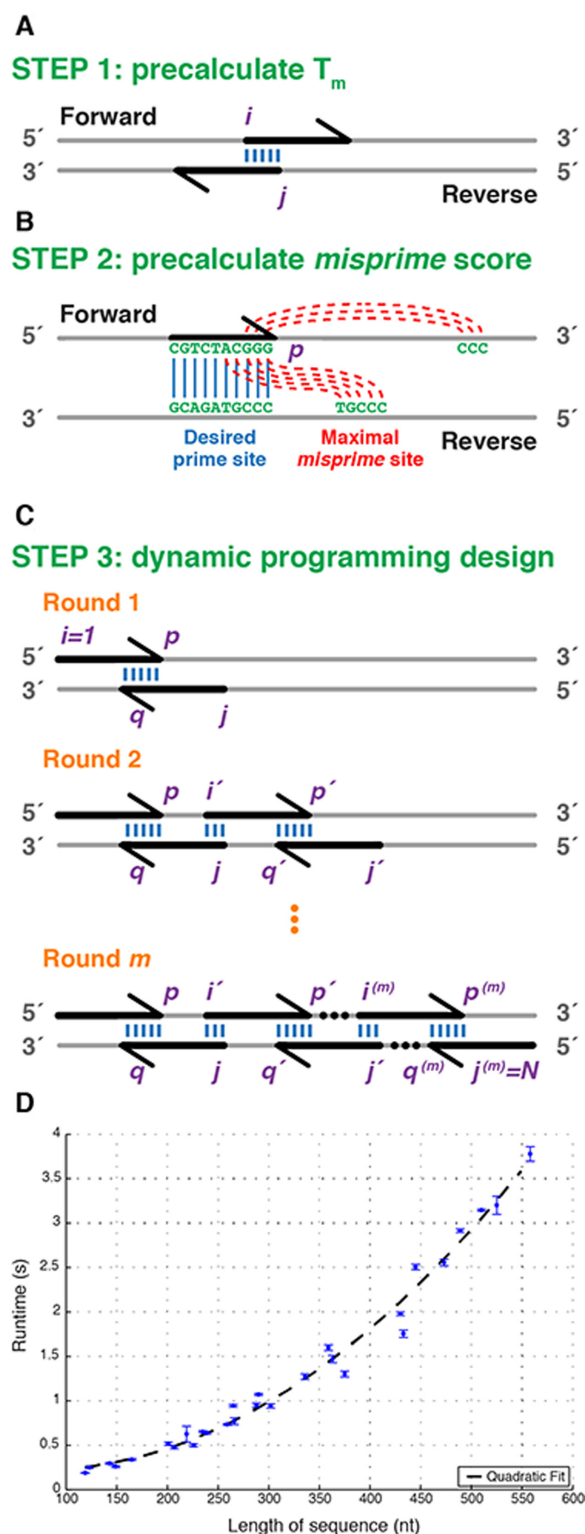 A
STEP 1: precalculate Tm
Forward i
5´ 3´
3´ 5´
j Reverse
B
STEP 2: precalculate misprime score
Forward
5´ 3´
CGTCTACGGG p CCC
GCAGATGCCC TGCCC
3´ 5´
Desired prime site
Maximal misprime site
Reverse
C
STEP 3: dynamic programming design
Round 1
i=1 p
5´ 3´
3´ 5´
q j
Round 2
p i´ p´
5´ 3´
3´ 5´
q j q´ j´
Round m
p i´ p´ i(m) p(m)
5´ 3´
3´ 5´
q j q´ j´ q(m) j(m)=N
D
4
3.5
3
2.5
2
1.5
1
0.5
0
Runtime (s)
100 150 200 250 300 350 400 450 500 550 600
Quadratic Fit
Length of sequence (nt)